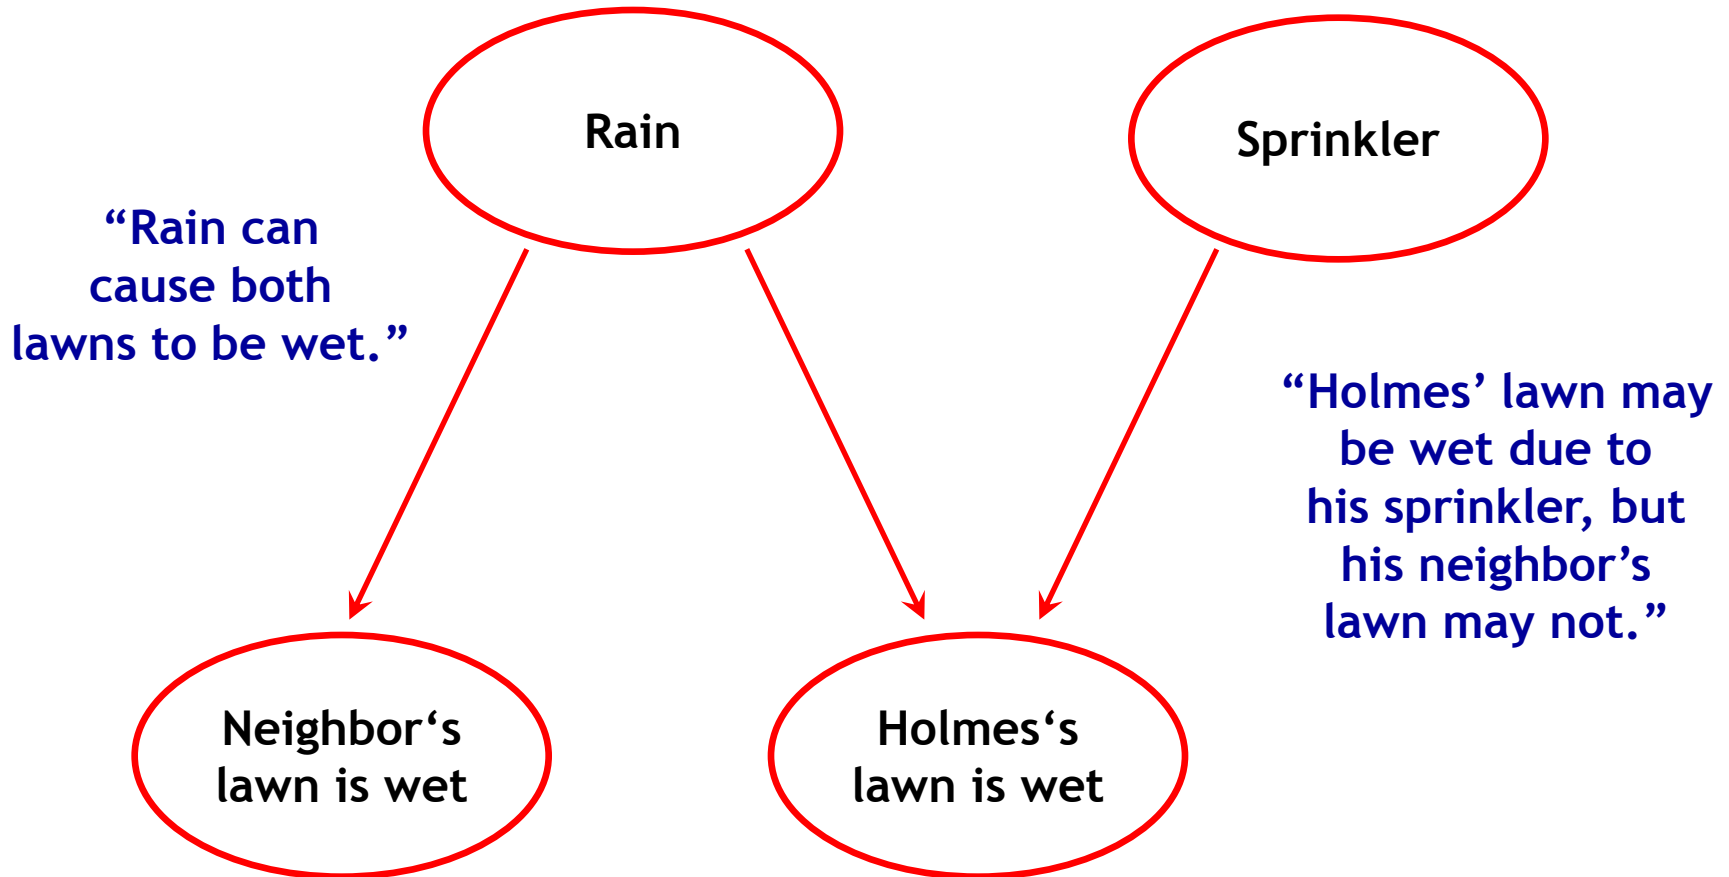 Rain
Sprinkler
“Rain can
cause both
lawns to be wet.”
“Holmes’ lawn may
be wet due to
his sprinkler, but
his neighbor’s
lawn may not.”
Neighbor‘s
lawn is wet
Holmes‘s
lawn is wet